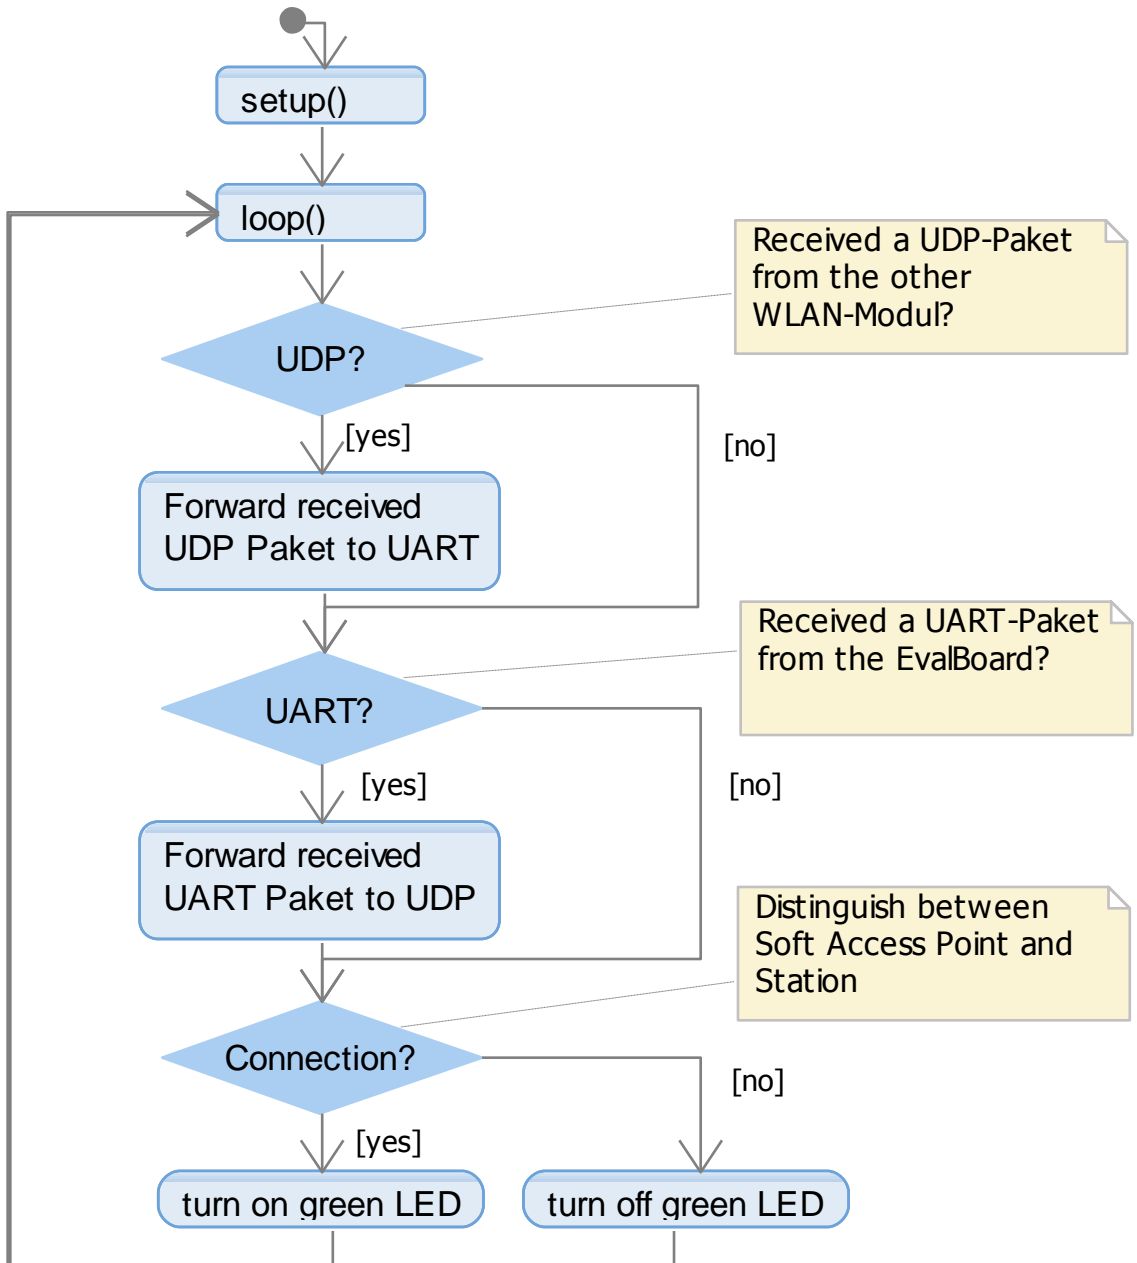 setup()
loop()
Received a UDP-Paket
from the other
WLAN-Modul?
UDP?
[yes]
[no]
Forward received
UDP Paket to UART
Received a UART-Paket
from the EvalBoard?
UART?
[yes]
[no]
Forward received
UART Paket to UDP
Distinguish between
Soft Access Point and
Station
Connection?
[no]
[yes]
turn on green LED
turn off green LED